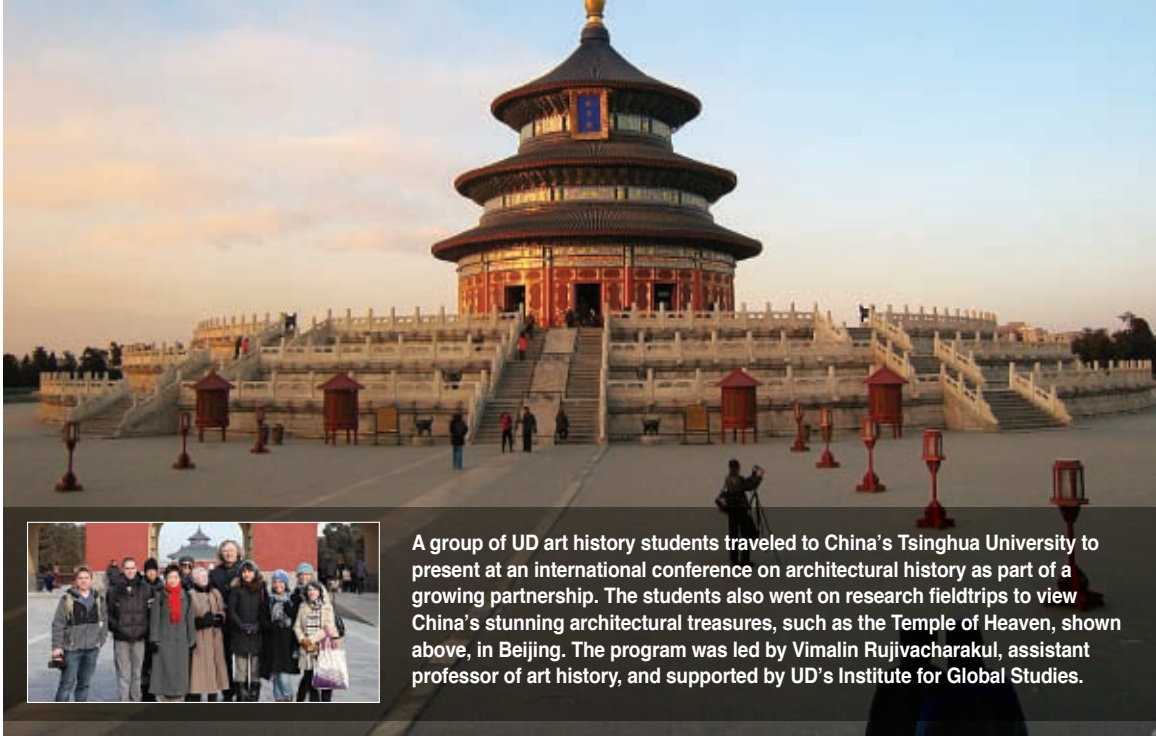 A group of UD art history students traveled to China’s Tsinghua University to
present at an international conference on architectural history as part of a
growing partnership. The students also went on research fieldtrips to view
China’s stunning architectural treasures, such as the Temple of Heaven, shown
above, in Beijing. The program was led by Vimalin Rujivacharakul, assistant
professor of art history, and supported by UD’s Institute for Global Studies.